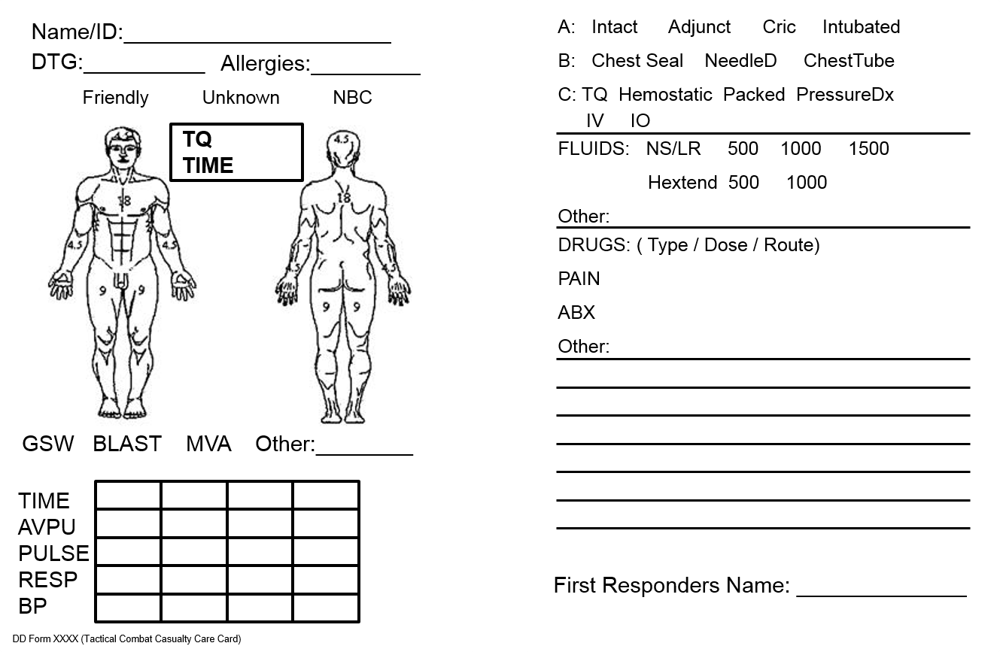 Name/ID:______________________
DTG:__________ Allergies:_________
Friendly Unknown NBC
TQ
TIME
4.5
18
4.5 4.5
9 9
4.5
18
4.5 4.5
9 9
GSW BLAST MVA Other:________
TIME
AVPU
PULSE
RESP
BP
DD Form XXXX (Tactical Combat Casualty Care Card)
A: Intact Adjunct Cric Intubated
B: Chest Seal NeedleD ChestTube
C: TQ Hemostatic Packed PressureDx
IV IO
FLUIDS: NS/LR 500 1000 1500
Hextend 500 1000
Other:
DRUGS: ( Type / Dose / Route)
PAIN
ABX
Other:
First Responders Name: ______________